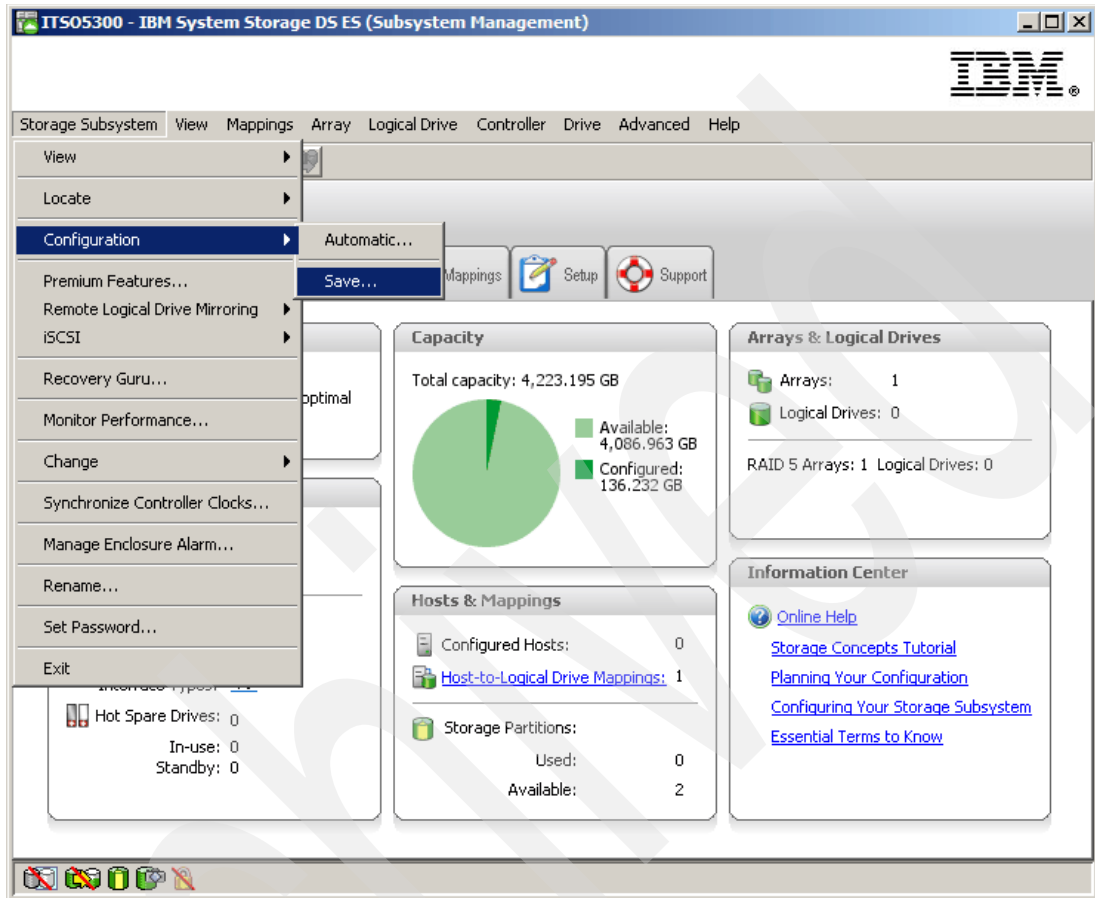 ITSO5300 - IBM System Storage DS ES (Subsystem Management)
IBM®
Storage Subsystem View Mappings Array Logical Drive Controller Drive Advanced Help
View
Locate
Configuration
Automatic...
Save...
Premium Features...
Remote Logical Drive Mirroring
iSCSI
Recovery Guru...
Monitor Performance...
Change
Synchronize Controller Clocks...
Manage Enclosure Alarm...
Rename...
Set Password...
Exit
Mappings
Setup
Support
optimal
Hot Spare Drives: 0
In-use: 0
Standby: 0
Capacity
Total capacity: 4,223.195 GB
Available:
4,086.963 GB
Configured:
136.232 GB
Hosts & Mappings
Configured Hosts: 0
Host-to-Logical Drive Mappings: 1
Storage Partitions:
Used: 0
Available: 2
Arrays & Logical Drives
Arrays: 1
Logical Drives: 0
RAID 5 Arrays: 1 Logical Drives: 0
Information Center
Online Help
Storage Concepts Tutorial
Planning Your Configuration
Configuring Your Storage Subsystem
Essential Terms to Know